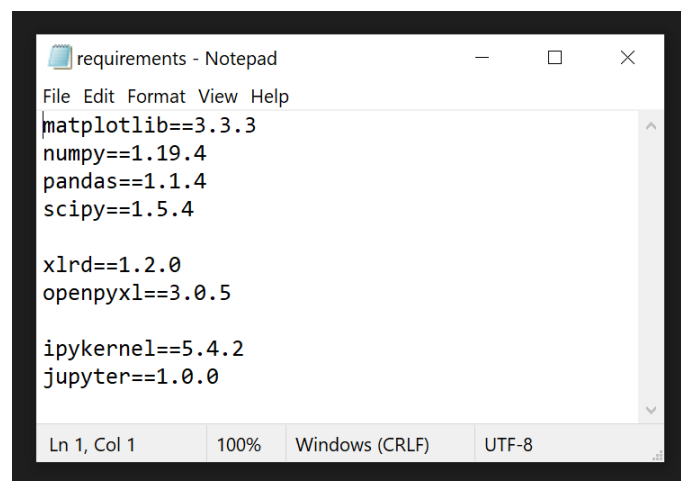 requirements - Notepad
File Edit Format View Help
matplotlib==3.3.3
numpy==1.19.4
pandas==1.1.4
scipy==1.5.4
xlrd==1.2.0
openpyxl==3.0.5
ipykernel==5.4.2
jupyter==1.0.0
Ln 1, Col 1 100% Windows (CRLF) UTF-8